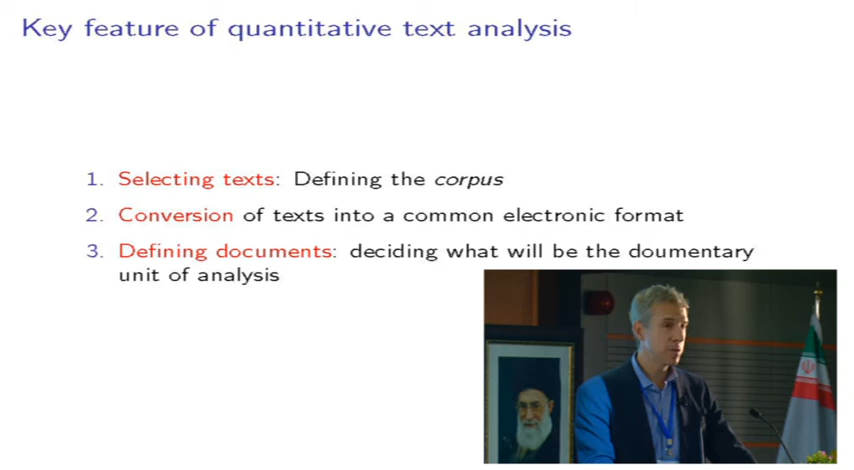 Key feature of quantitative text analysis
1. Selecting texts: Defining the corpus
2. Conversion of texts into a common electronic format
3. Defining documents: deciding what will be the doumentary
unit of analysis